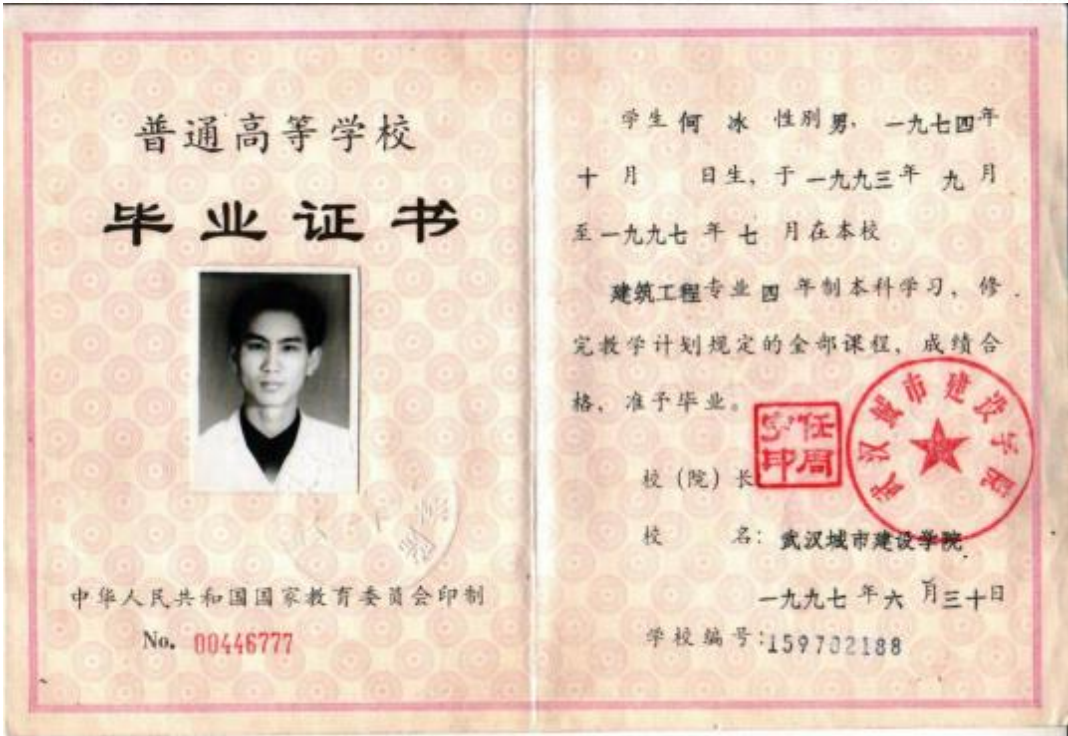 普通高等学校
毕业证书
中华人民共和国国家教育委员会印制
No. 00446777
学生 何 冰 性别 男, 一九七四年
十 月 日生, 于 一九九三年 九 月
至 一九九七 年 七 月在本校
建筑工程专业 四 年制本科学习, 修
完教学计划规定的全部课程, 成绩合
格, 准予毕业。
任周
印
武汉城市建设学院
校 (院) 长
校 名: 武汉城市建设学院
一九九七 年 六 月三十日
学校编号:159702188